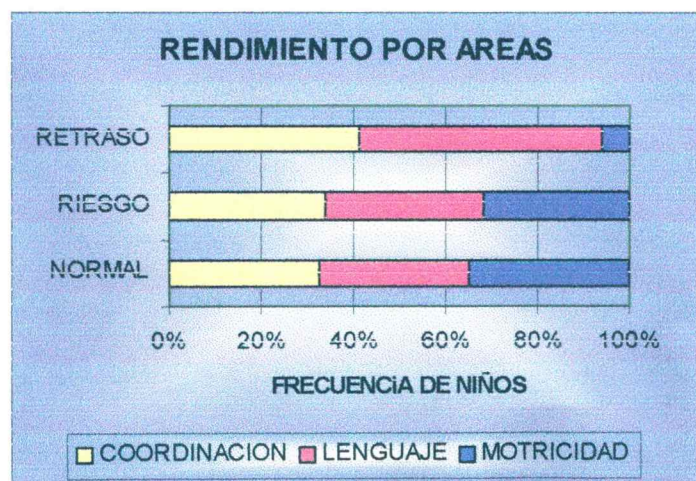 RENDIMIENTO POR AREAS
RETRASO
RIESGO
NORMAL
0% 20% 40% 60% 80% 100%
FRECUENCiA DE NIÑOS
COORDINACION LENGUAJE MOTRICIDAD